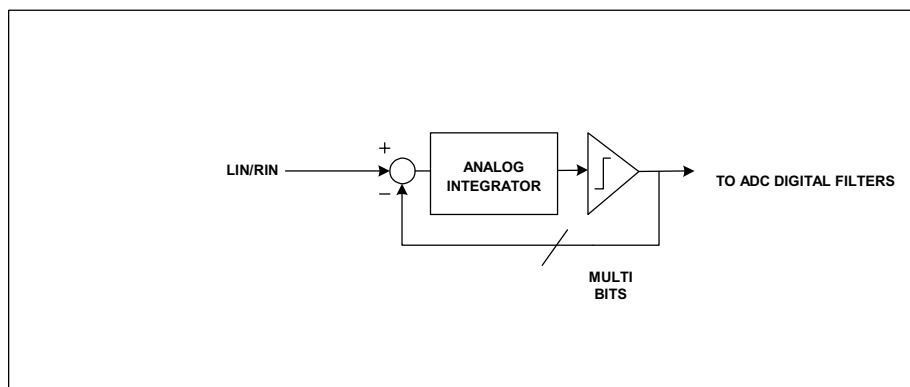 +
LIN/RIN
−
ANALOG
INTEGRATOR
TO ADC DIGITAL FILTERS
MULTI
BITS